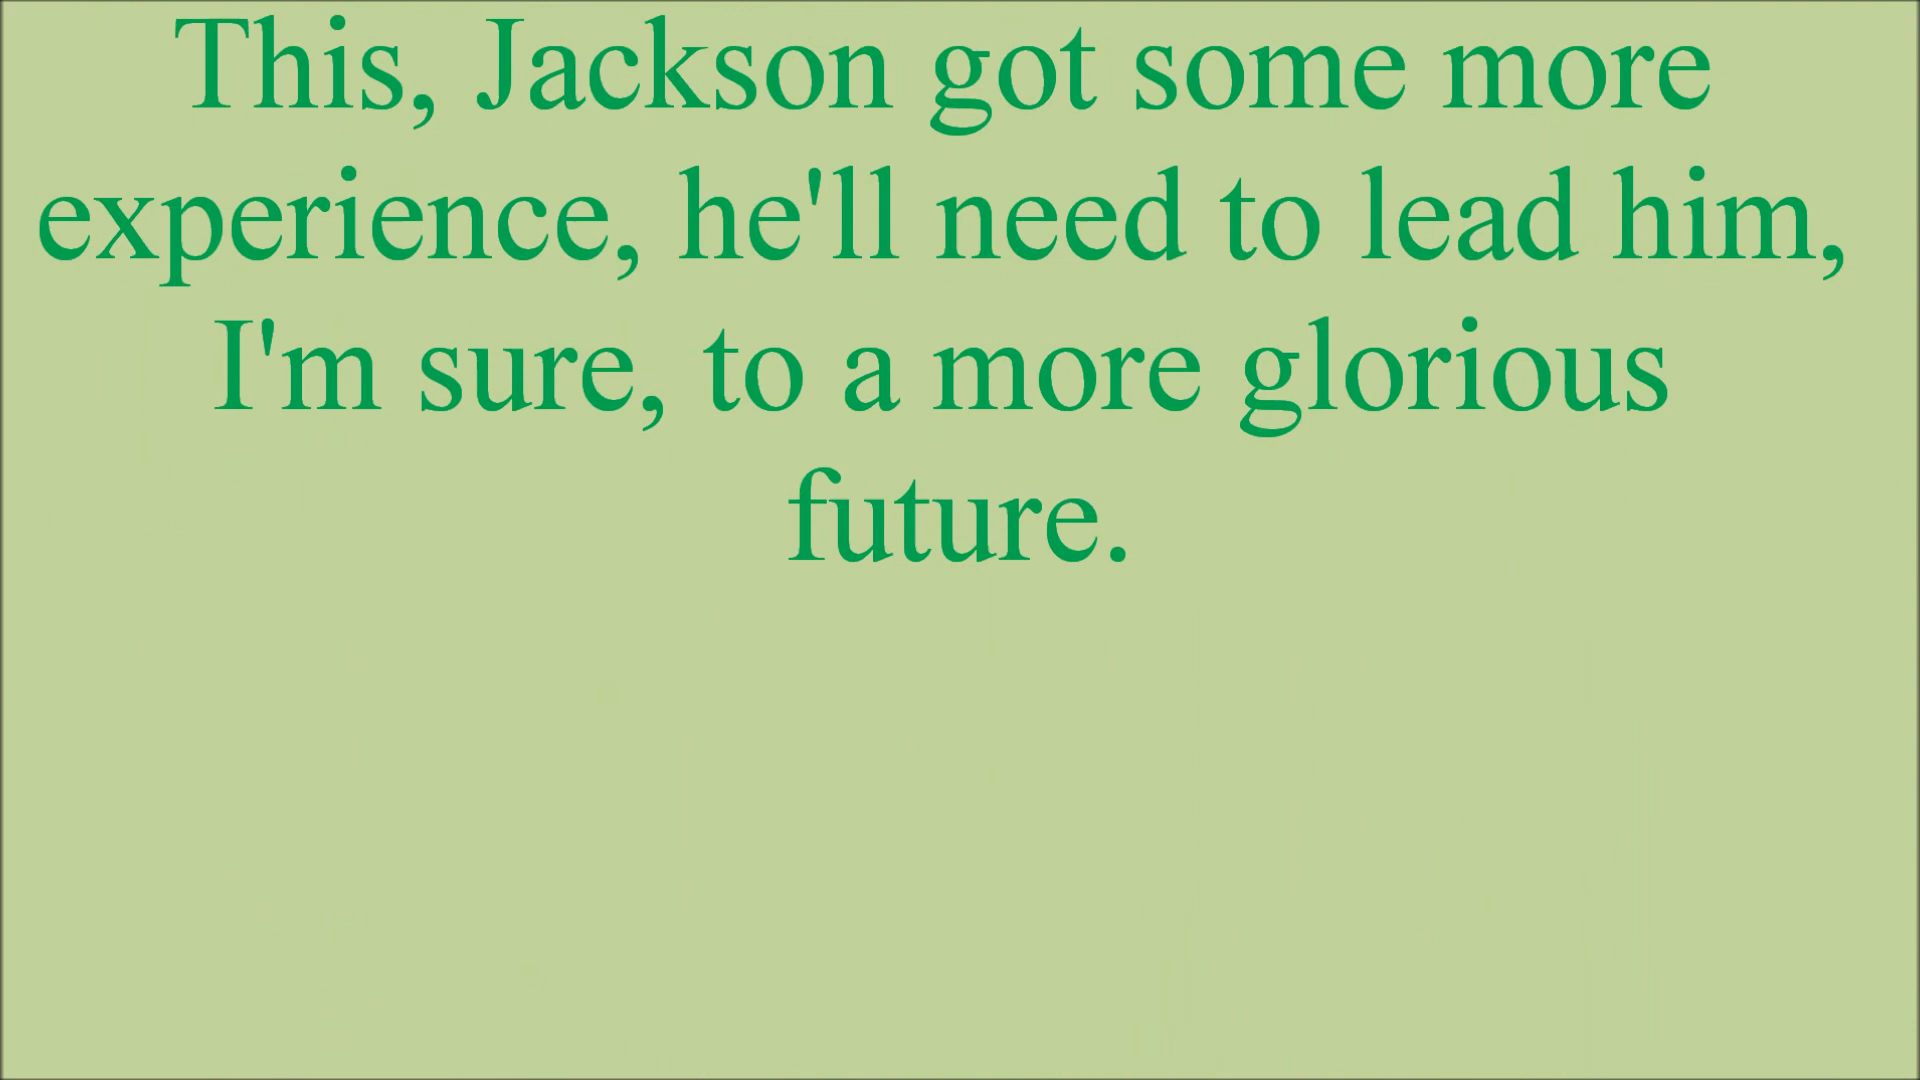 This, Jackson got some more
experience, he'll need to lead him,
I'm sure, to a more glorious
future.